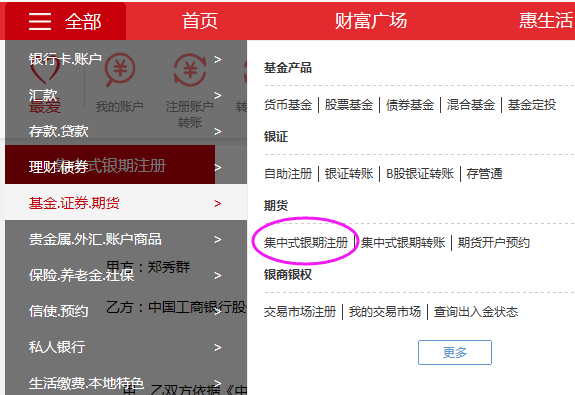 全部 首页 财富广场 惠生活
银行卡.账户 >
汇款 >
存款.贷款 >
理财.债券 >
基金.证券.期货 >
贵金属.外汇.账户商品 >
保险.养老金.社保 >
信使.预约 >
私人银行 >
生活缴费.本地特色 >
最爱 我的账户 注册账户 转
转账
集中式银期注册
甲方：郑秀群
乙方：中国工商银行股
甲、乙双方依据《中
基金产品
货币基金 | 股票基金 | 债券基金 | 混合基金 | 基金定投
银证
自助注册 | 银证转账 | B股银证转账 | 存管通
期货
集中式银期注册 | 集中式银期转账 | 期货开户预约
银商银权
交易市场注册 | 我的交易市场 | 查询出入金状态
更多